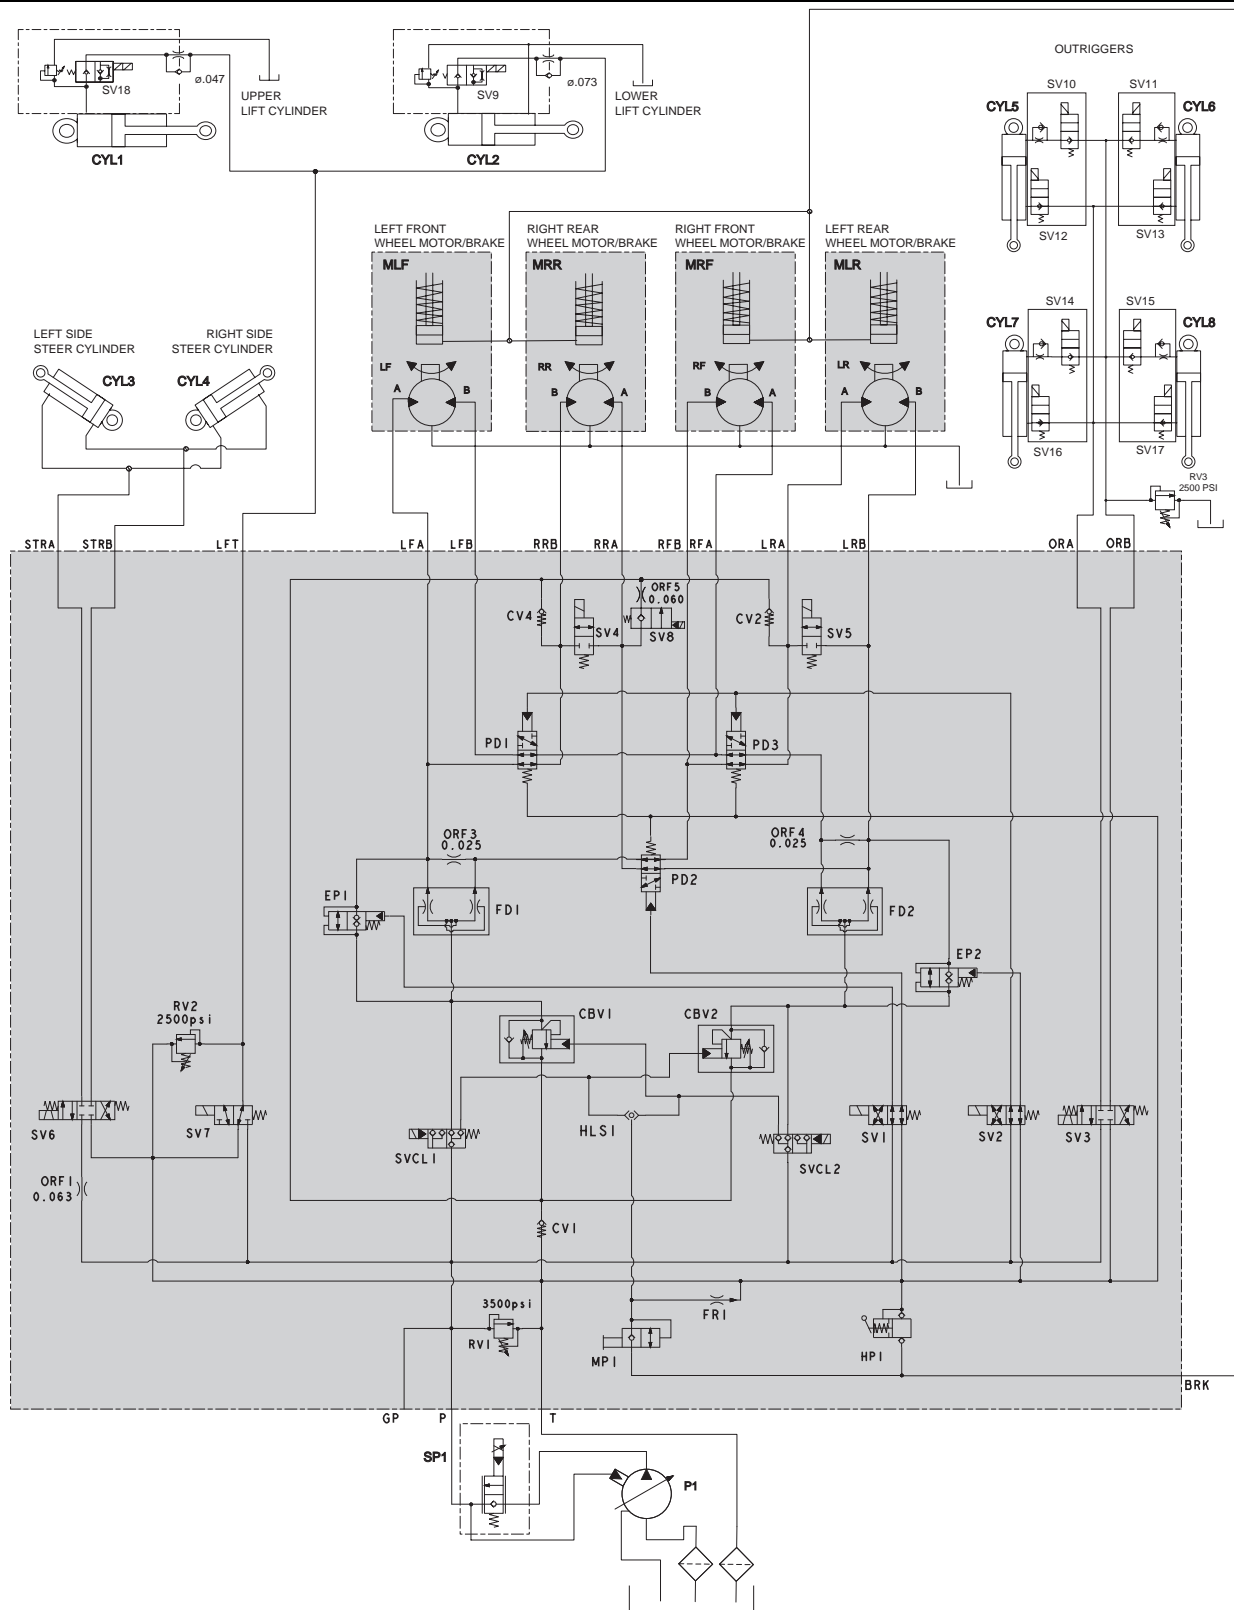 OUTRIGGERS
SV18
ø.047
UPPER
LIFT CYLINDER
CYL1
SV9
ø.073
LOWER
LIFT CYLINDER
CYL2
SV10
SV11
CYL5
CYL6
SV12
SV13
LEFT FRONT
WHEEL MOTOR/BRAKE
MLF
RIGHT REAR
WHEEL MOTOR/BRAKE
MRR
RIGHT FRONT
WHEEL MOTOR/BRAKE
MRF
LEFT REAR
WHEEL MOTOR/BRAKE
MLR
SV14
SV15
CYL7
CYL8
SV16
SV17
RV3
2500 PSI
LEFT SIDE
STEER CYLINDER
RIGHT SIDE
STEER CYLINDER
CYL3
CYL4
LF
A
B
RR
B
A
RF
B
A
LR
A
B
STRA
STRB
LFT
LFA
LFB
RRB
RRA
RFB
RFA
LRA
LRB
ORA
ORB
ORF5
0.060
CV4
SV4
SV8
CV2
SV5
PD1
PD3
ORF3
0.025
ORF4
0.025
PD2
EP1
FD1
FD2
EP2
RV2
2500psi
CBV1
CBV2
SV6
SV7
SVCL1
HLS1
SVCL2
SV1
SV2
SV3
ORF1
0.063
CV1
3500psi
RV1
FR1
MP1
HP1
BRK
GP
P
T
SP1
P1